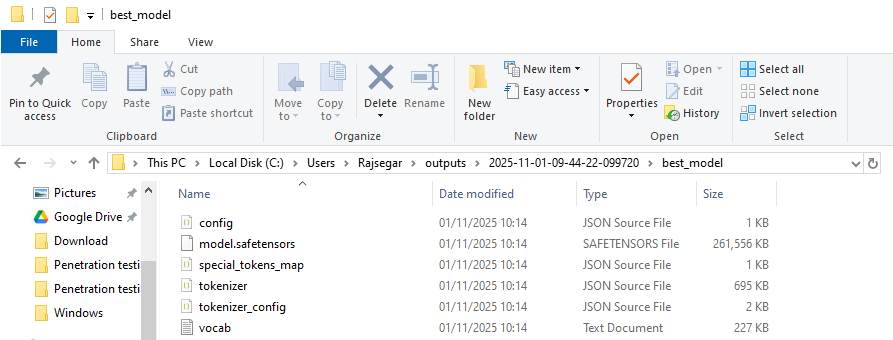 best_model
File Home Share View
Pin to Quick access
Copy
Paste
Cut
Copy path
Paste shortcut
Clipboard
Move to
Copy to
Delete
Rename
Organize
New folder
New item
Easy access
New
Properties
Open
Edit
History
Open
Select all
Select none
Invert selection
Select
This PC > Local Disk (C:) > Users > Rajsegar > outputs > 2025-11-01-09-44-22-099720 > best_model
Pictures
Google Drive
Download
Penetration testi
Penetration testi
Windows
Name Date modified Type Size
config 01/11/2025 10:14 JSON Source File 1 KB
model.safetensors 01/11/2025 10:14 SAFETENSORS File 261,556 KB
special_tokens_map 01/11/2025 10:14 JSON Source File 1 KB
tokenizer 01/11/2025 10:14 JSON Source File 695 KB
tokenizer_config 01/11/2025 10:14 JSON Source File 2 KB
vocab 01/11/2025 10:14 Text Document 227 KB